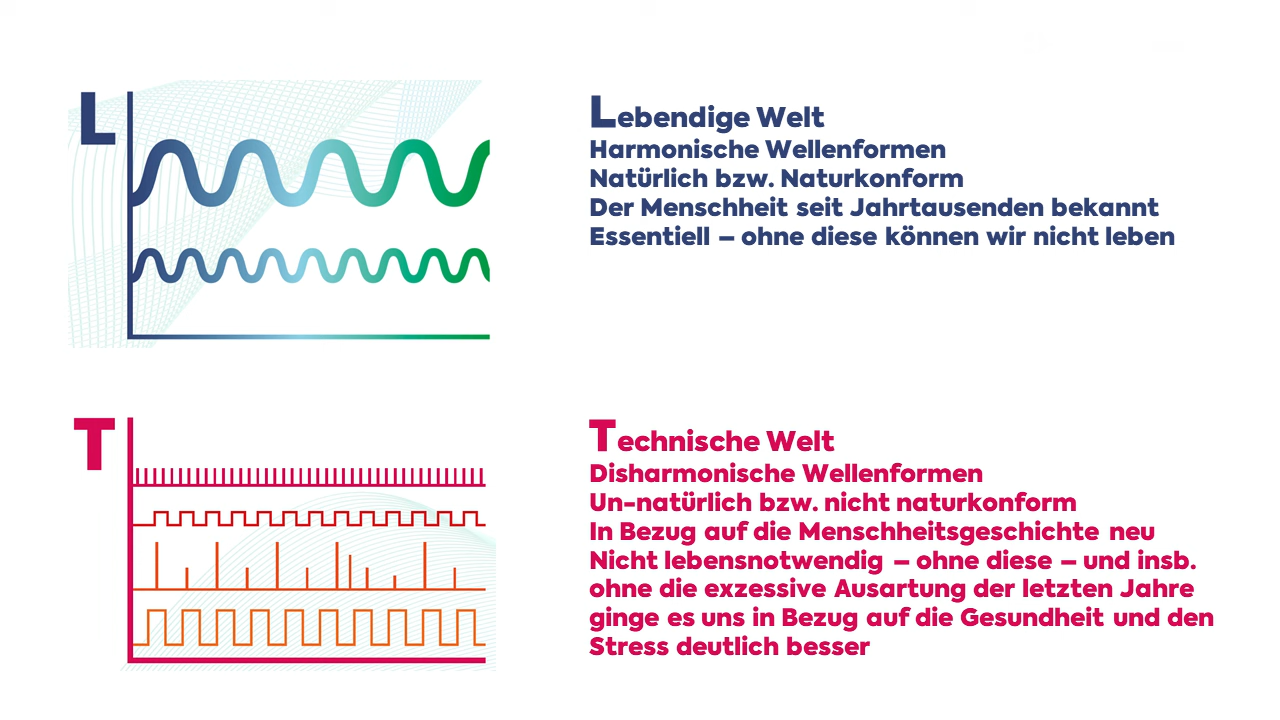 L
Lebendige Welt
Harmonische Wellenformen
Natürlich bzw. Naturkonform
Der Menschheit seit Jahrtausenden bekannt
Essentiell – ohne diese können wir nicht leben
T
Technische Welt
Disharmonische Wellenformen
Un-natürlich bzw. nicht naturkonform
In Bezug auf die Menschheitsgeschichte neu
Nicht lebensnotwendig – ohne diese – und insb.
ohne die exzessive Ausartung der letzten Jahre
ginge es uns in Bezug auf die Gesundheit und den
Stress deutlich besser